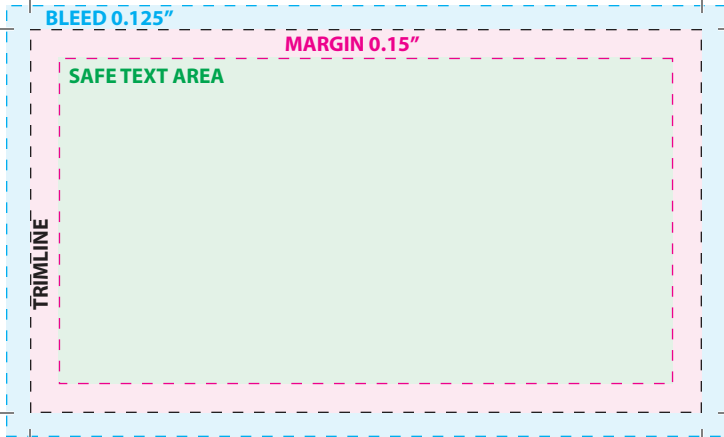 BLEED 0.125”
MARGIN 0.15”
SAFE TEXT AREA
TRIMLINE